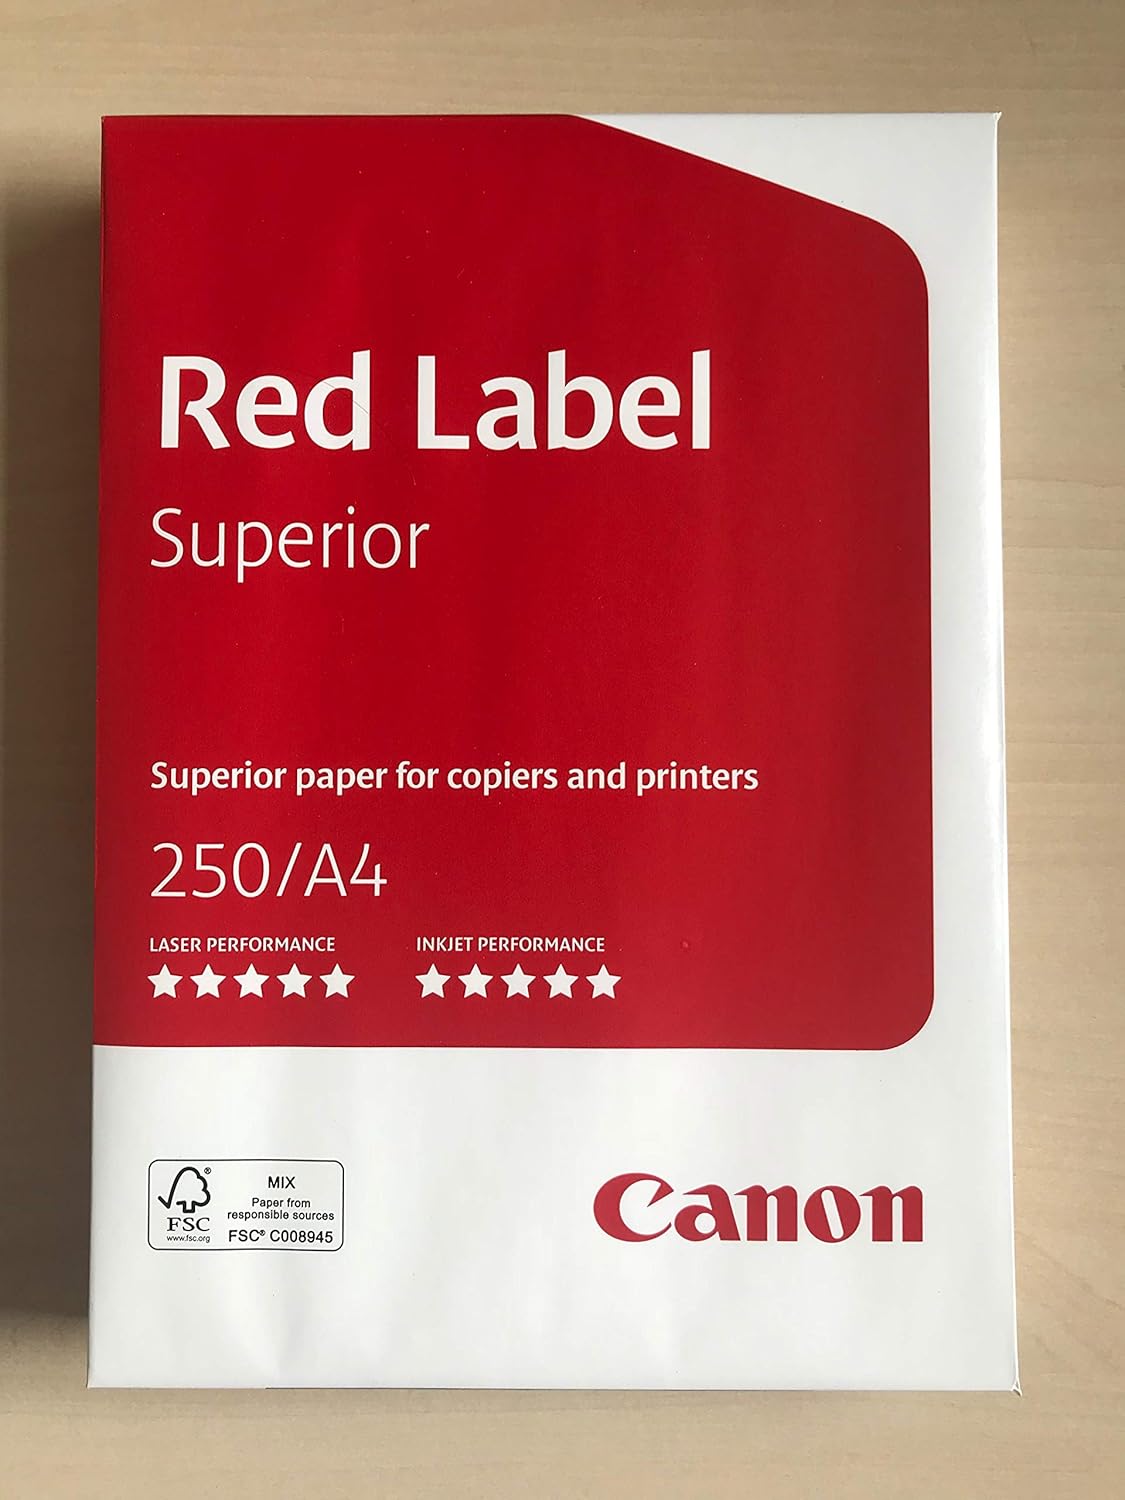 Red Label
Superior
Superior paper for copiers and printers
250/A4
LASER PERFORMANCE
INKJET PERFORMANCE
FSC
www.fsc.org
MIX
Paper from
responsible sources
FSC® C008945
Canon